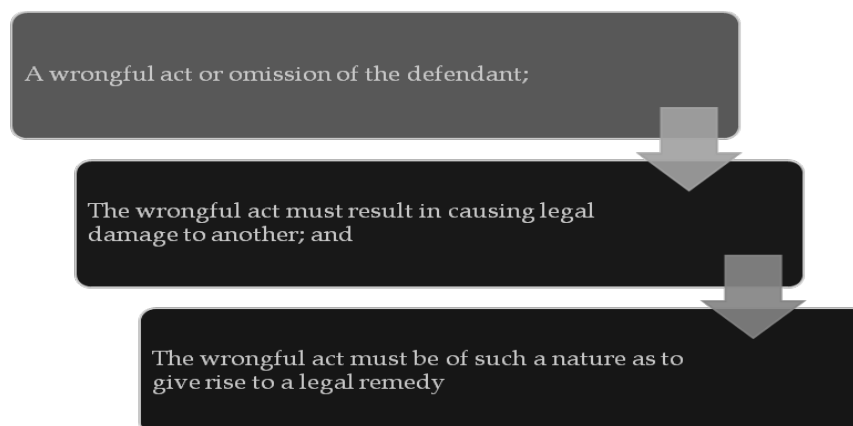 A wrongful act or omission of the defendant;
The wrongful act must result in causing legal
damage to another; and
The wrongful act must be of such a nature as to
give rise to a legal remedy